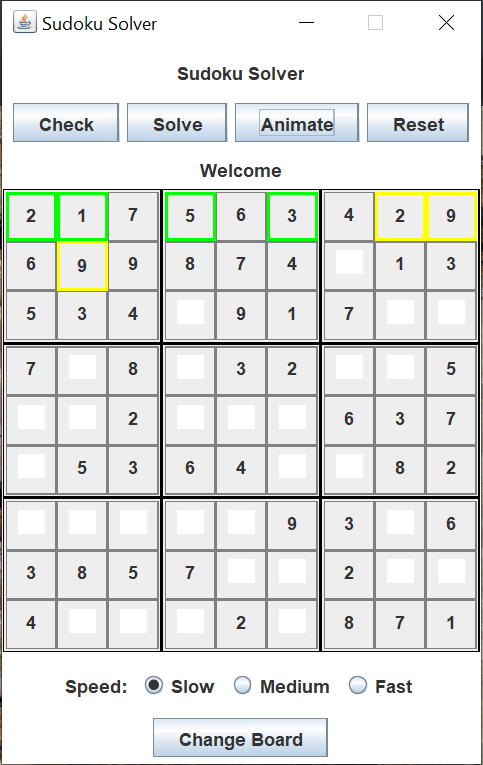 Sudoku Solver
Sudoku Solver
Check Solve Animate Reset
Welcome
2 1 7 5 6 3 4 2 9
6 9 9 8 7 4 1 3
5 3 4 9 1 7
7 8 3 2 5
2 6 3 7
5 3 6 4 8 2
9 3 6
3 8 5 7 2
4 2 8 7 1
Speed: Slow Medium Fast
Change Board